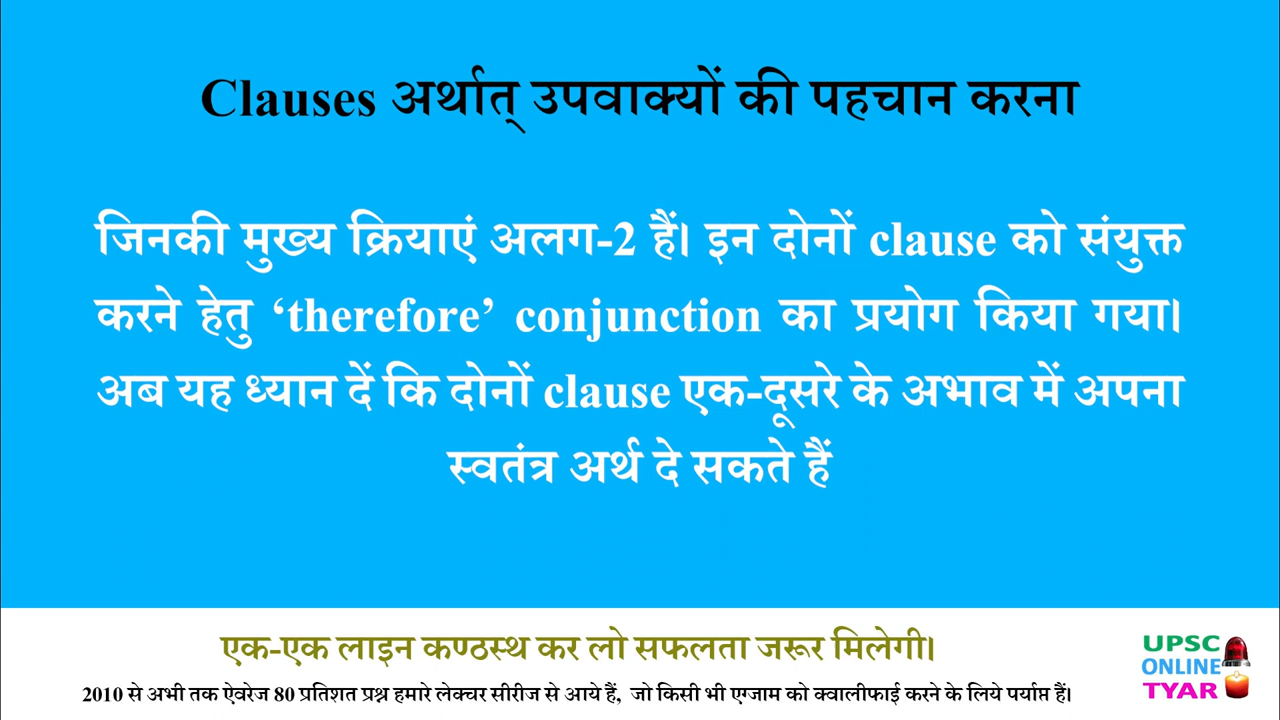 Clauses अर्थात् उपवाक्यों की पहचान करना
जिनकी मुख्य क्रियाएं अलग-2 हैं। इन दोनों clause को संयुक्त
करने हेतु ‘therefore’ conjunction का प्रयोग किया गया।
अब यह ध्यान दें कि दोनों clause एक-दूसरे के अभाव में अपना
स्वतंत्र अर्थ दे सकते हैं
एक-एक लाइन कण्ठस्थ कर लो सफलता जरूर मिलेगी।
2010 से अभी तक ऐवरेज 80 प्रतिशत प्रश्न हमारे लेक्चर सीरीज से आये हैं, जो किसी भी एग्जाम को क्वालीफाई करने के लिये पर्याप्त हैं।
UPSC
ONLINE
TYAR